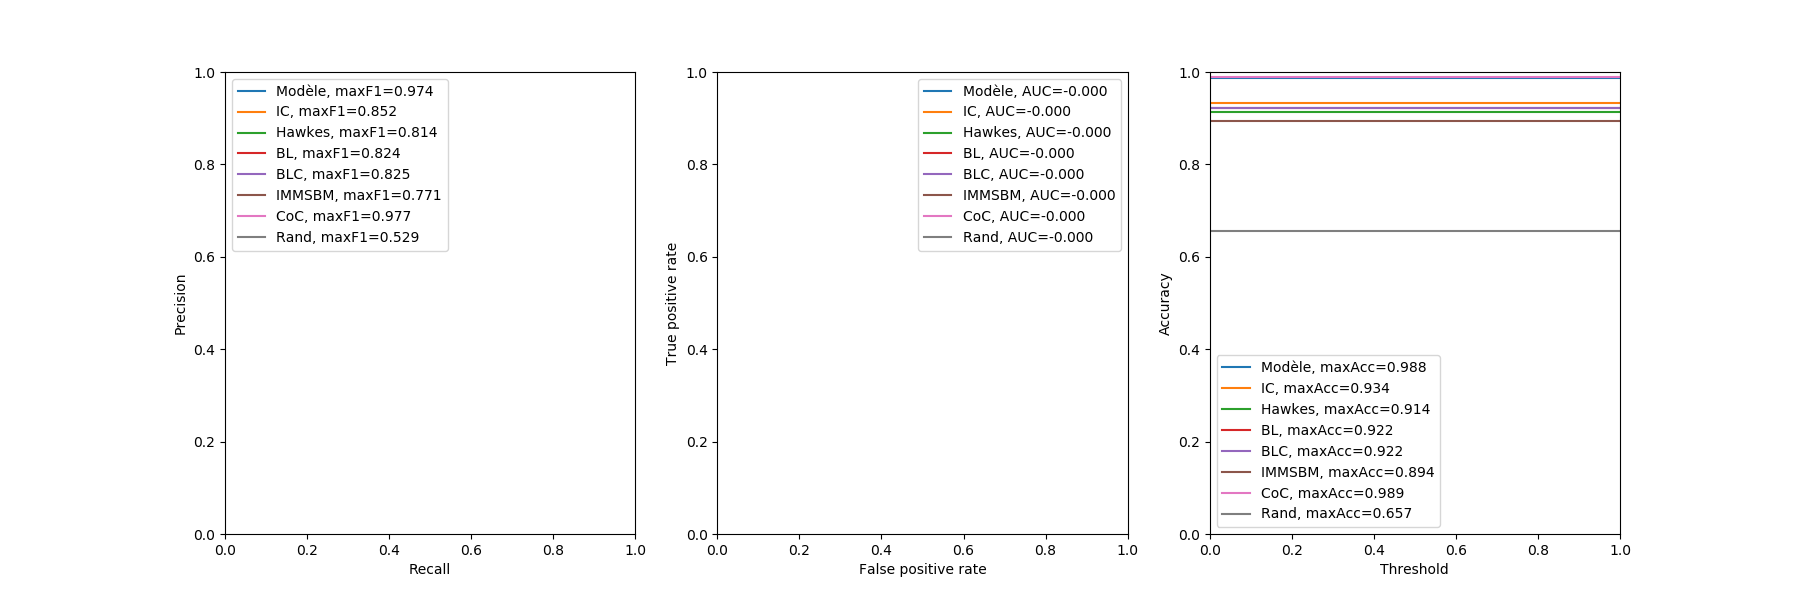 1.0
0.8
0.6
0.4
0.2
0.0
Precision
Modèle, maxF1=0.974
IC, maxF1=0.852
Hawkes, maxF1=0.814
BL, maxF1=0.824
BLC, maxF1=0.825
IMMSBM, maxF1=0.771
CoC, maxF1=0.977
Rand, maxF1=0.529
0.0 0.2 0.4 0.6 0.8 1.0
Recall
1.0
0.8
0.6
0.4
0.2
0.0
True positive rate
Modèle, AUC=-0.000
IC, AUC=-0.000
Hawkes, AUC=-0.000
BL, AUC=-0.000
BLC, AUC=-0.000
IMMSBM, AUC=-0.000
CoC, AUC=-0.000
Rand, AUC=-0.000
0.0 0.2 0.4 0.6 0.8 1.0
False positive rate
1.0
0.8
0.6
0.4
0.2
0.0
Accuracy
Modèle, maxAcc=0.988
IC, maxAcc=0.934
Hawkes, maxAcc=0.914
BL, maxAcc=0.922
BLC, maxAcc=0.922
IMMSBM, maxAcc=0.894
CoC, maxAcc=0.989
Rand, maxAcc=0.657
0.0 0.2 0.4 0.6 0.8 1.0
Threshold